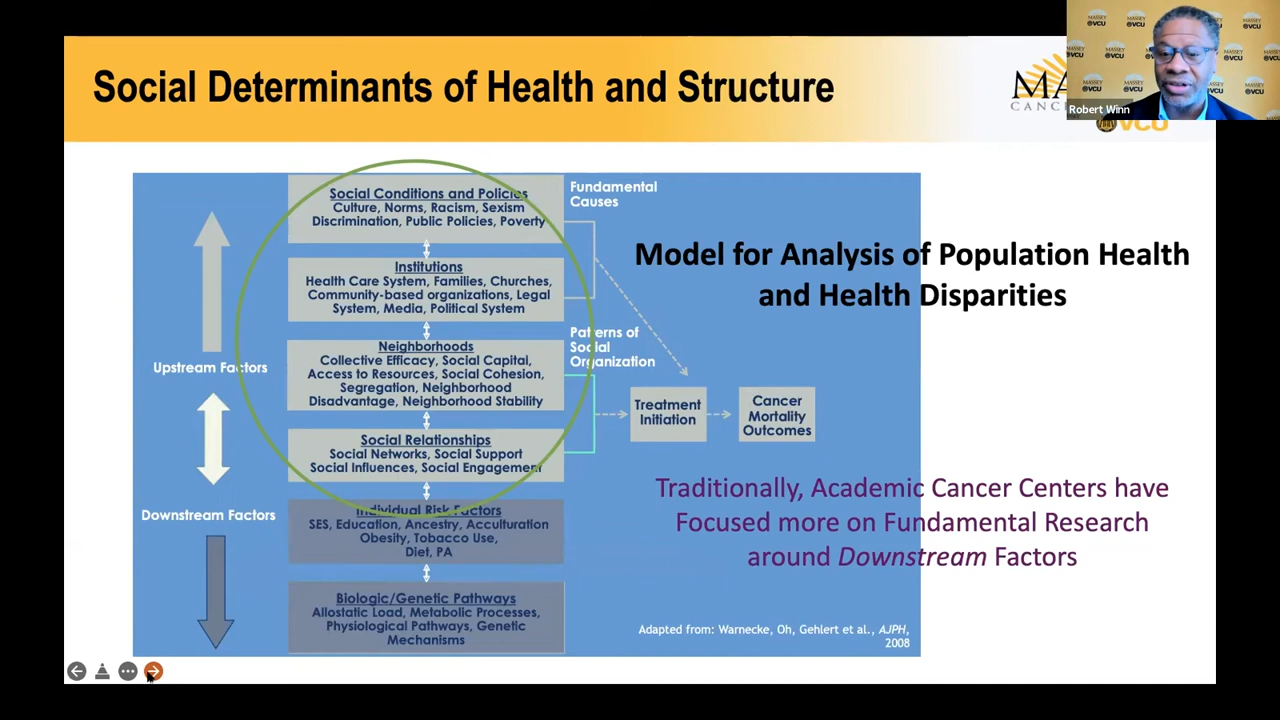 Social Determinants of Health and Structure
MASSEY
@VCU
Robert Winn
CANC
VCU
Social Conditions and Policies
Culture, Norms, Racism, Sexism
Discrimination, Public Policies, Poverty
Fundamental
Causes
Institutions
Health Care System, Families, Churches,
Community-based organizations, Legal
System, Media, Political System
Neighborhoods
Collective Efficacy, Social Capital,
Access to Resources, Social Cohesion,
Segregation, Neighborhood
Disadvantage, Neighborhood Stability
Patterns of
Social
Organization
Social Relationships
Social Networks, Social Support
Social Influences, Social Engagement
Individual Risk Factors
SES, Education, Ancestry, Acculturation
Obesity, Tobacco Use,
Diet, PA
Biologic/Genetic Pathways
Allostatic Load, Metabolic Processes,
Physiological Pathways, Genetic
Mechanisms
Upstream Factors
Downstream Factors
Treatment
Initiation
Cancer
Mortality
Outcomes
Model for Analysis of Population Health
and Health Disparities
Traditionally, Academic Cancer Centers have
Focused more on Fundamental Research
around Downstream Factors
Adapted from: Warnecke, Oh, Gehlert et al., AJPH,
2008